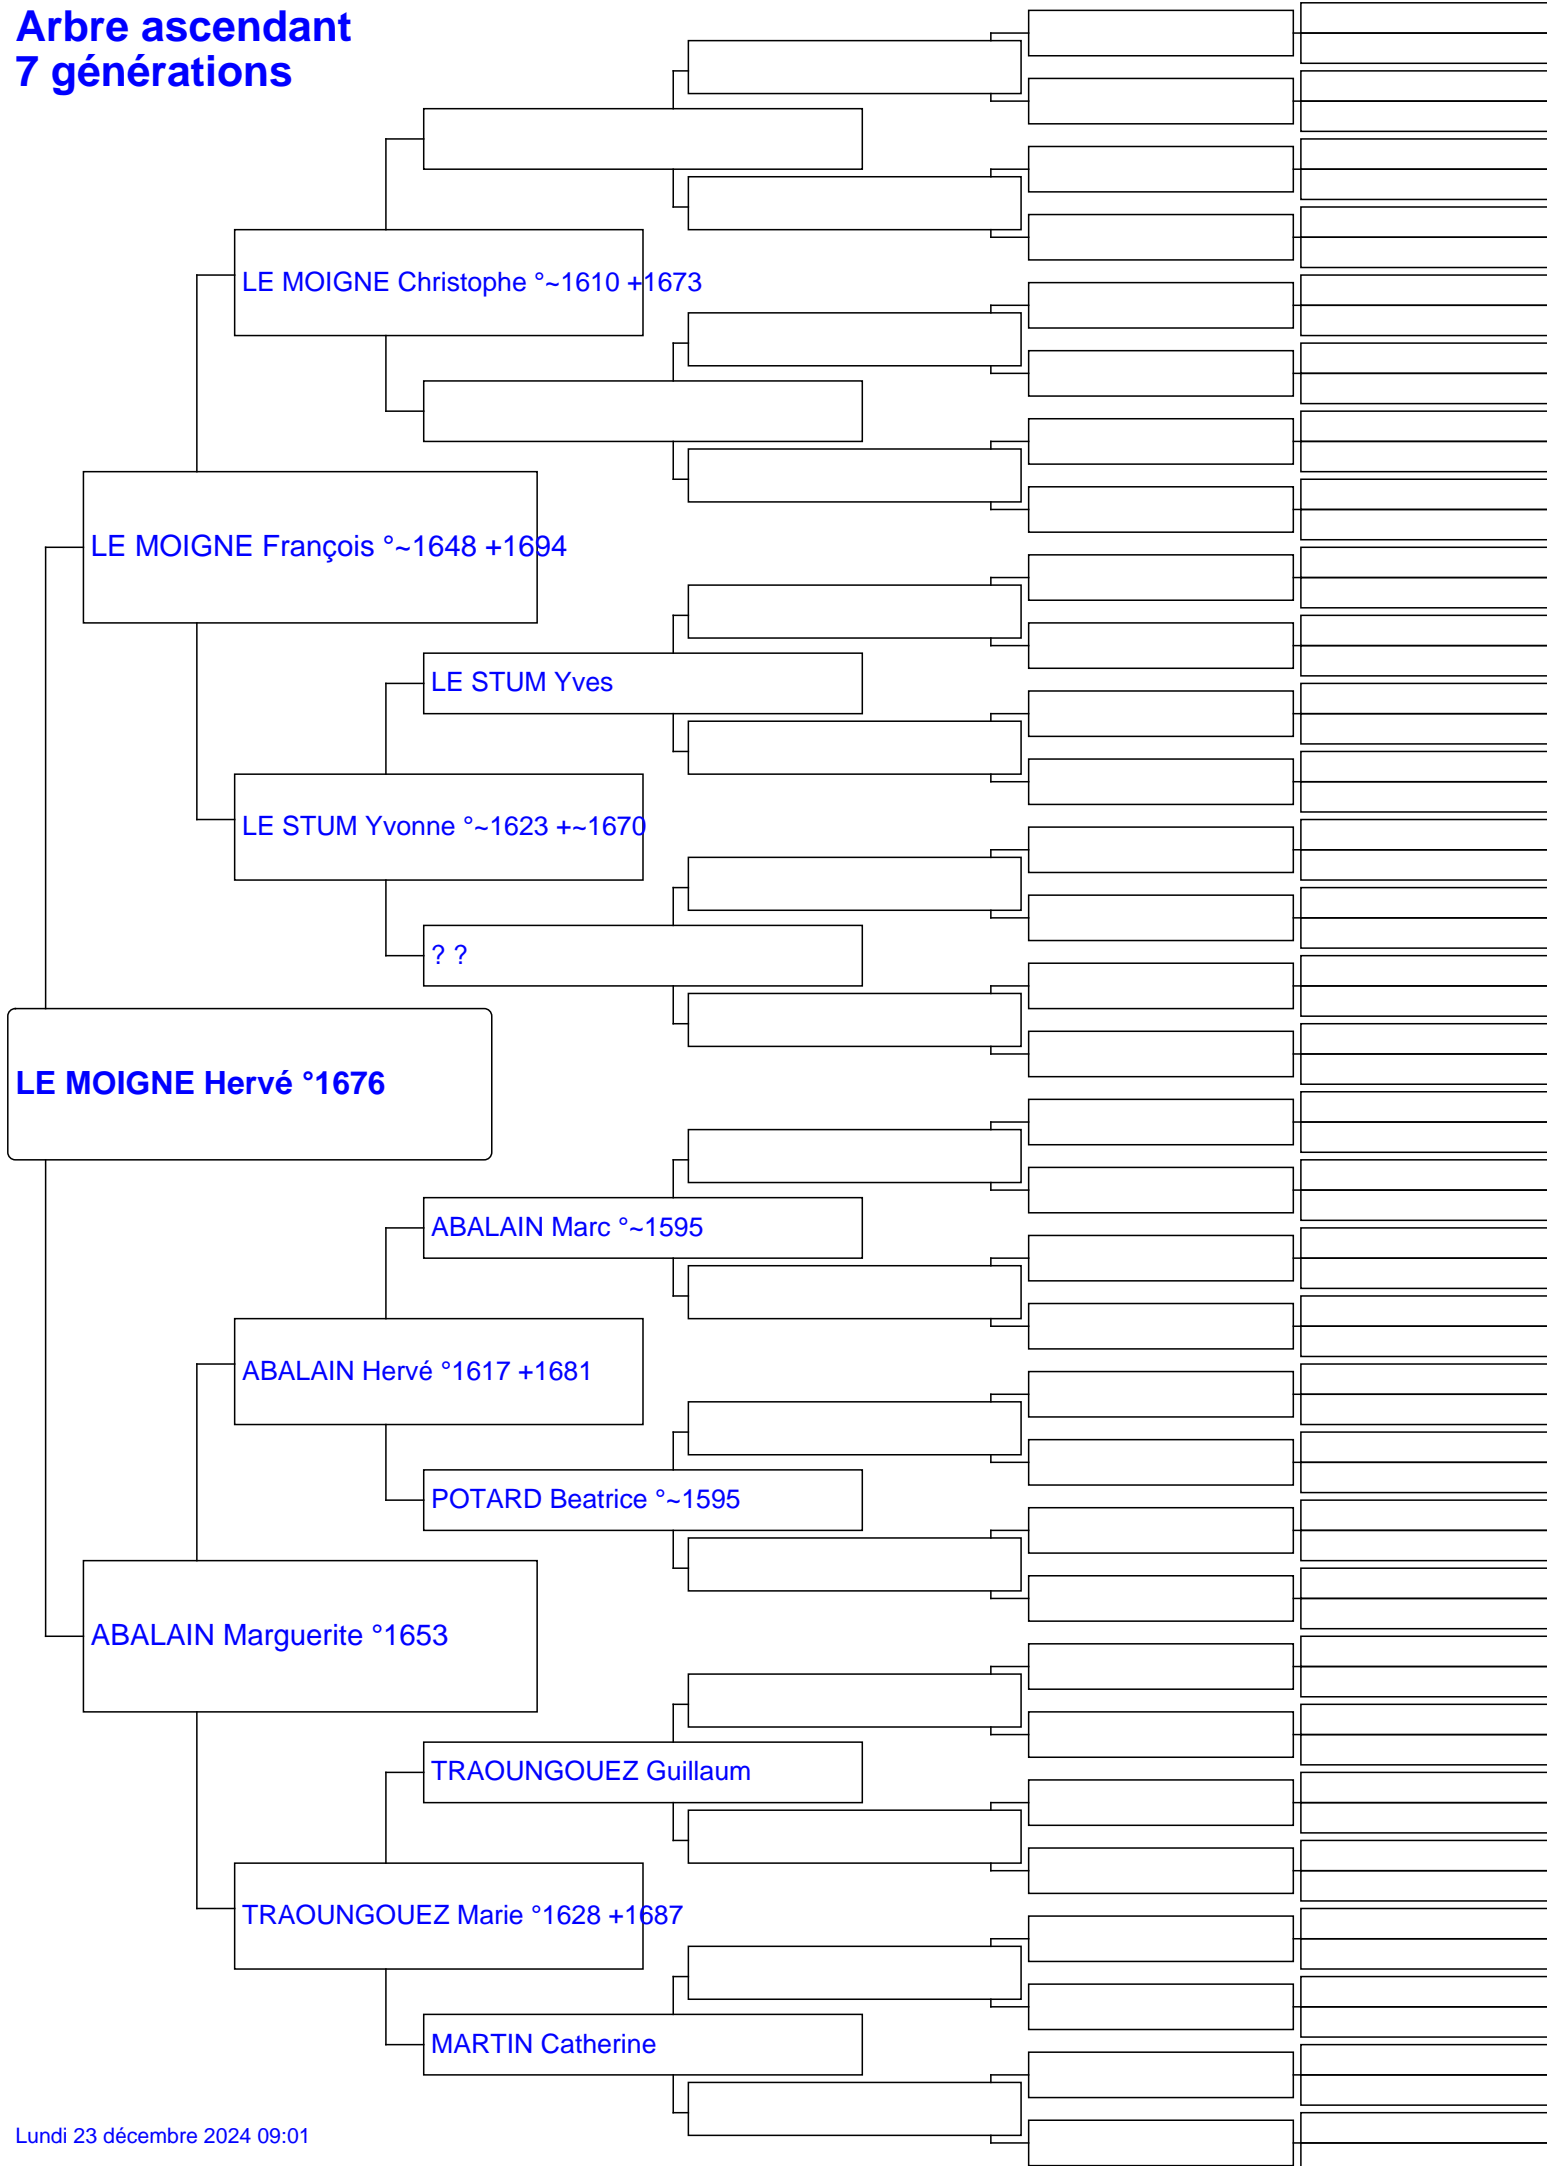 Arbre ascendant
7 générations
LE MOIGNE Christophe °~1610 +1673
LE MOIGNE François °~1648 +1694
LE STUM Yves
LE STUM Yvonne °~1623 +~1670
? ?
LE MOIGNE Hervé °1676
ABALAIN Marc °~1595
ABALAIN Hervé °1617 +1681
POTARD Beatrice °~1595
ABALAIN Marguerite °1653
TRAOUNGOUEZ Guillaum
TRAOUNGOUEZ Marie °1628 +1687
MARTIN Catherine
Lundi 23 décembre 2024 09:01